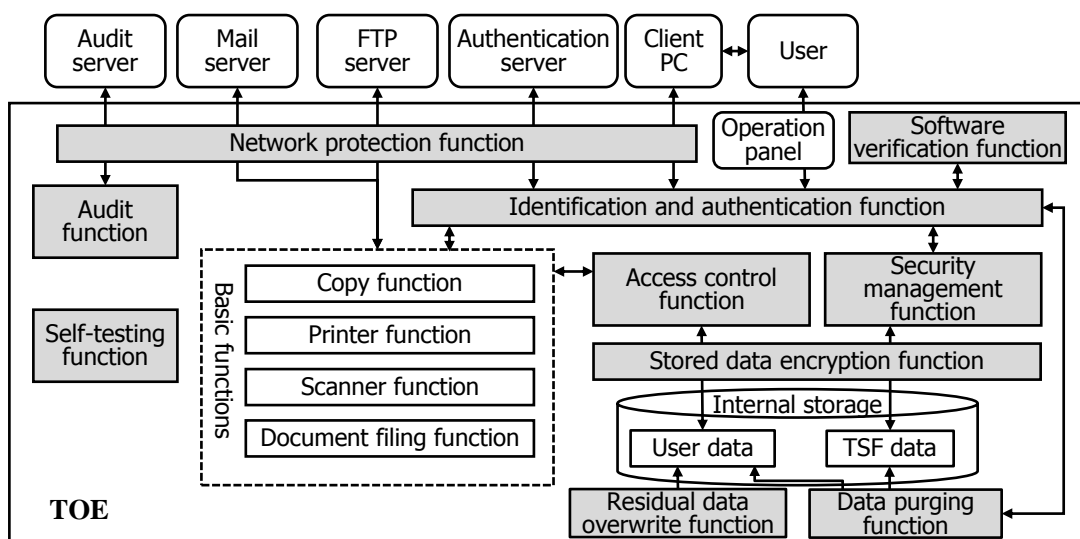 Audit
server
Mail
server
FTP
server
Authentication
server
Client
PC
User
Network protection function
Operation
panel
Software
verification function
Audit
function
Identification and authentication function
Basic functions
Copy function
Printer function
Scanner function
Document filing function
Access control
function
Security
management
function
Self-testing
function
Stored data encryption function
Internal storage
User data
TSF data
Residual data
overwrite function
Data purging
function
TOE